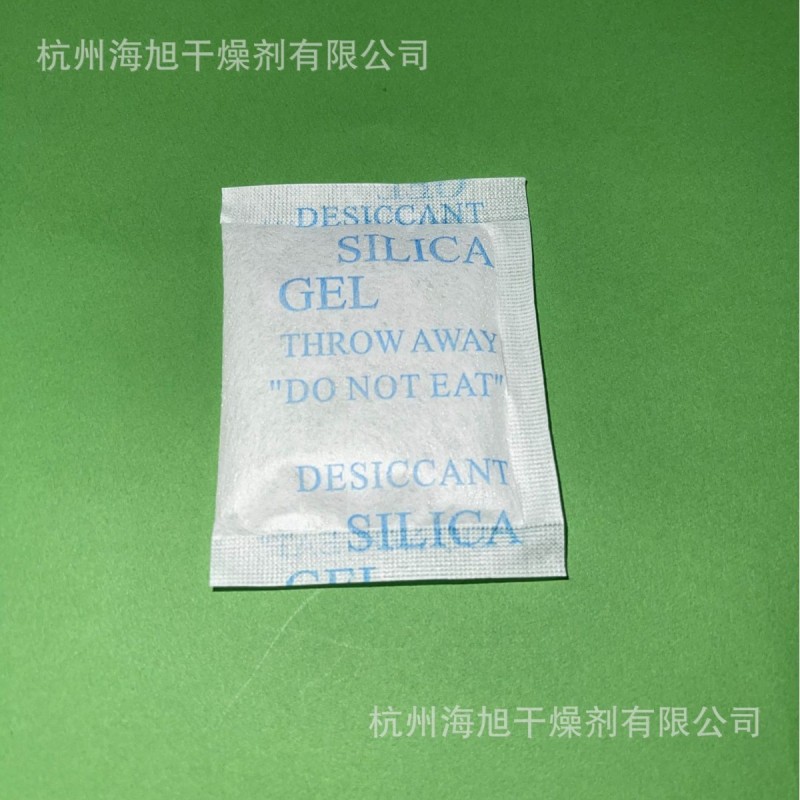 杭州海旭干燥剂有限公司
DESICCANT
SILICA
GEL
THROW AWAY
"DO NOT EAT"
DESICCANT
SILICA
GEL
杭州海旭干燥剂有限公司